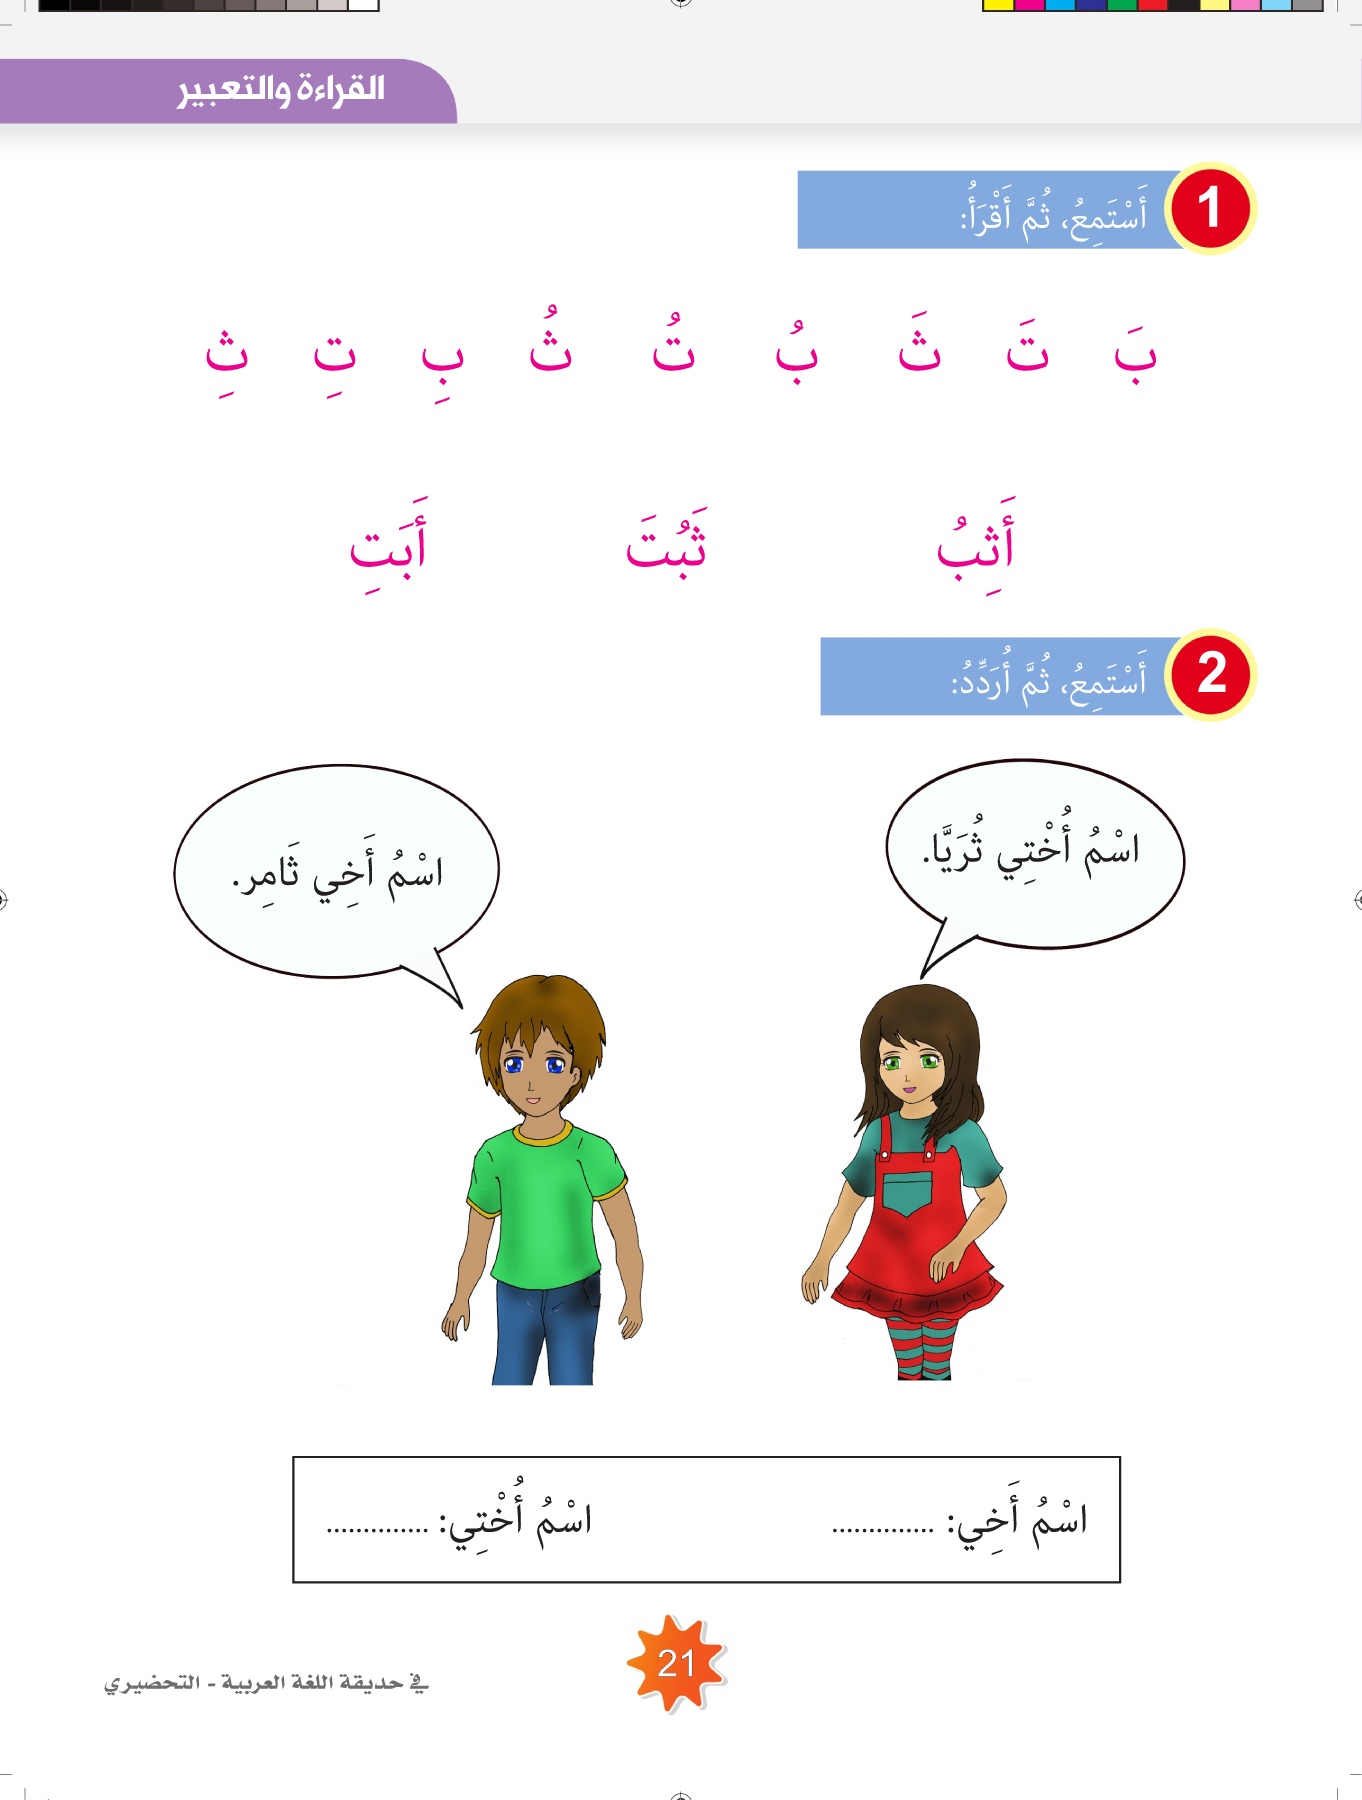 القراءة والتعبير
1 أَسْتَمِعُ، ثُمَّ أَقْرَأُ:
بَ تَ ثَ بُ تُ ثُ بِ تِ ثِ
أَثِبُ ثَبُتَ أَبَتِ
2 أَسْتَمِعُ، ثُمَّ أُرَدِّدُ:
اسْمُ أُخْتِي ثُرَيَّا.
اسْمُ أَخِي ثَامِر.
اسْمُ أَخِي: .............. اسْمُ أُخْتِي: ..............
21
في حديقة اللغة العربية - التحضيري